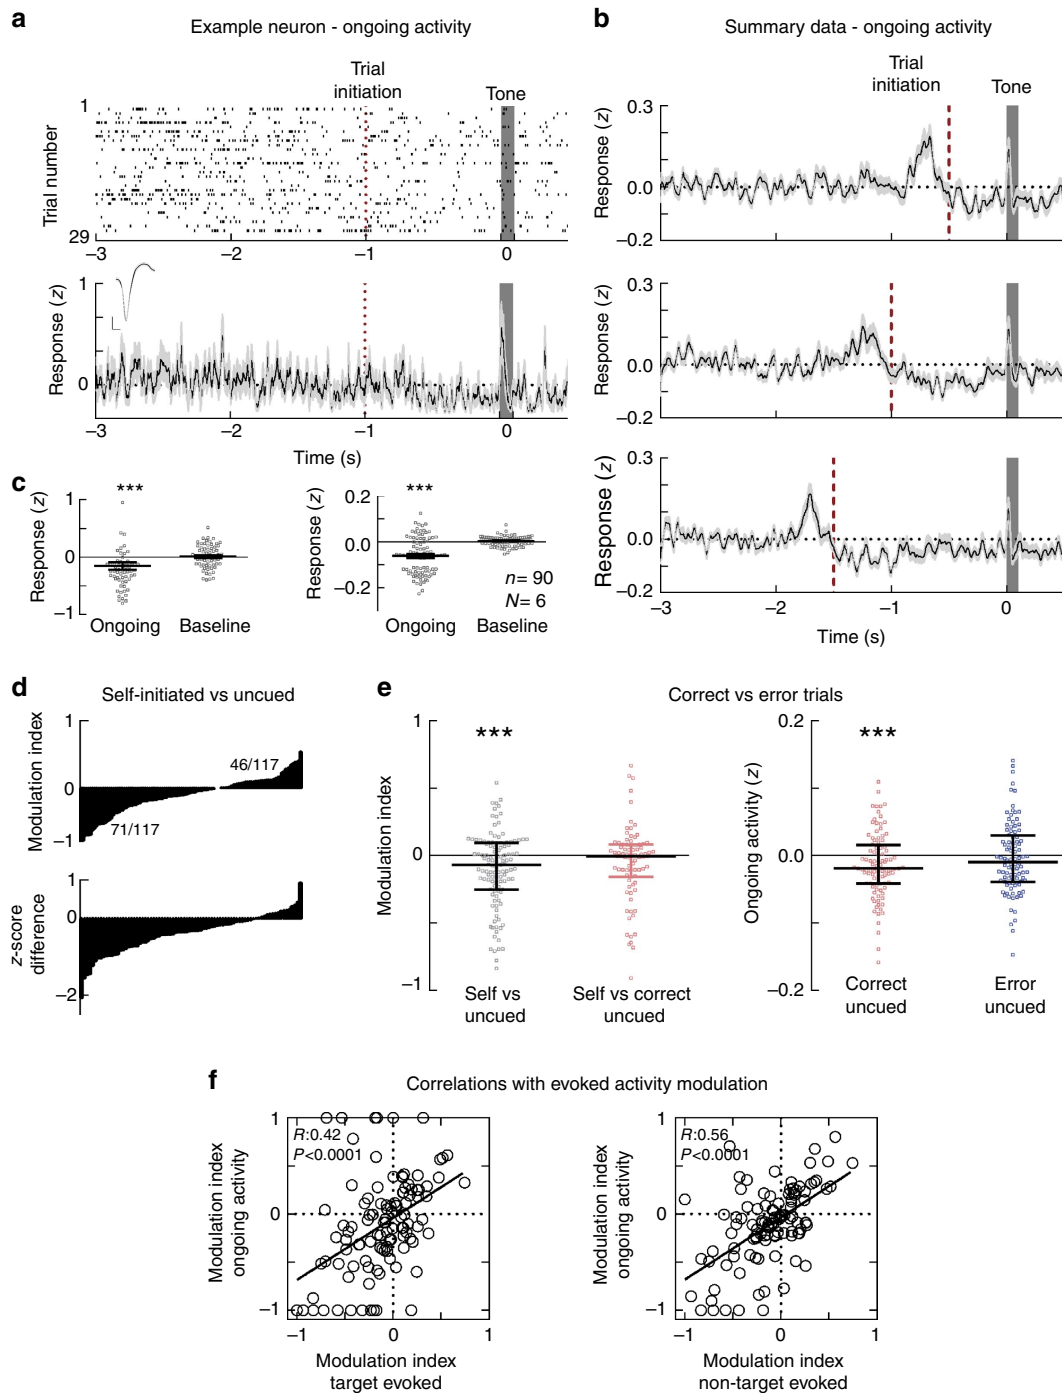 a
Example neuron - ongoing activity
Trial
initiation
Tone
1
29
Trial number
−3
−2
−1
0
1
0
Response (z)
−3
−2
−1
0
Time (s)
b
Summary data - ongoing activity
Trial
initiation
Tone
0.3
0.0
−0.2
Response (z)
0.3
0.0
−0.2
Response (z)
0.3
0.0
−0.2
Response (z)
−3
−2
−1
0
Time (s)
c
***
1
0
−1
Response (z)
Ongoing
Baseline
***
0.2
0.0
−0.2
Response (z)
n= 90
N= 6
Ongoing
Baseline
d
Self-initiated vs uncued
1
0
−1
Modulation index
46/117
71/117
1
0
−2
z-score
difference
e
Correct vs error trials
1
0
−1
Modulation index
***
Self vs
uncued
Self vs correct
uncued
0.2
0.0
−0.2
Ongoing activity (z)
***
Correct
uncued
Error
uncued
f
Correlations with evoked activity modulation
1
0
−1
Modulation index
ongoing activity
R:0.42
P<0.0001
−1
0
1
Modulation index
target evoked
1
0
−1
Modulation index
ongoing activity
R:0.56
P<0.0001
−1
0
1
Modulation index
non-target evoked